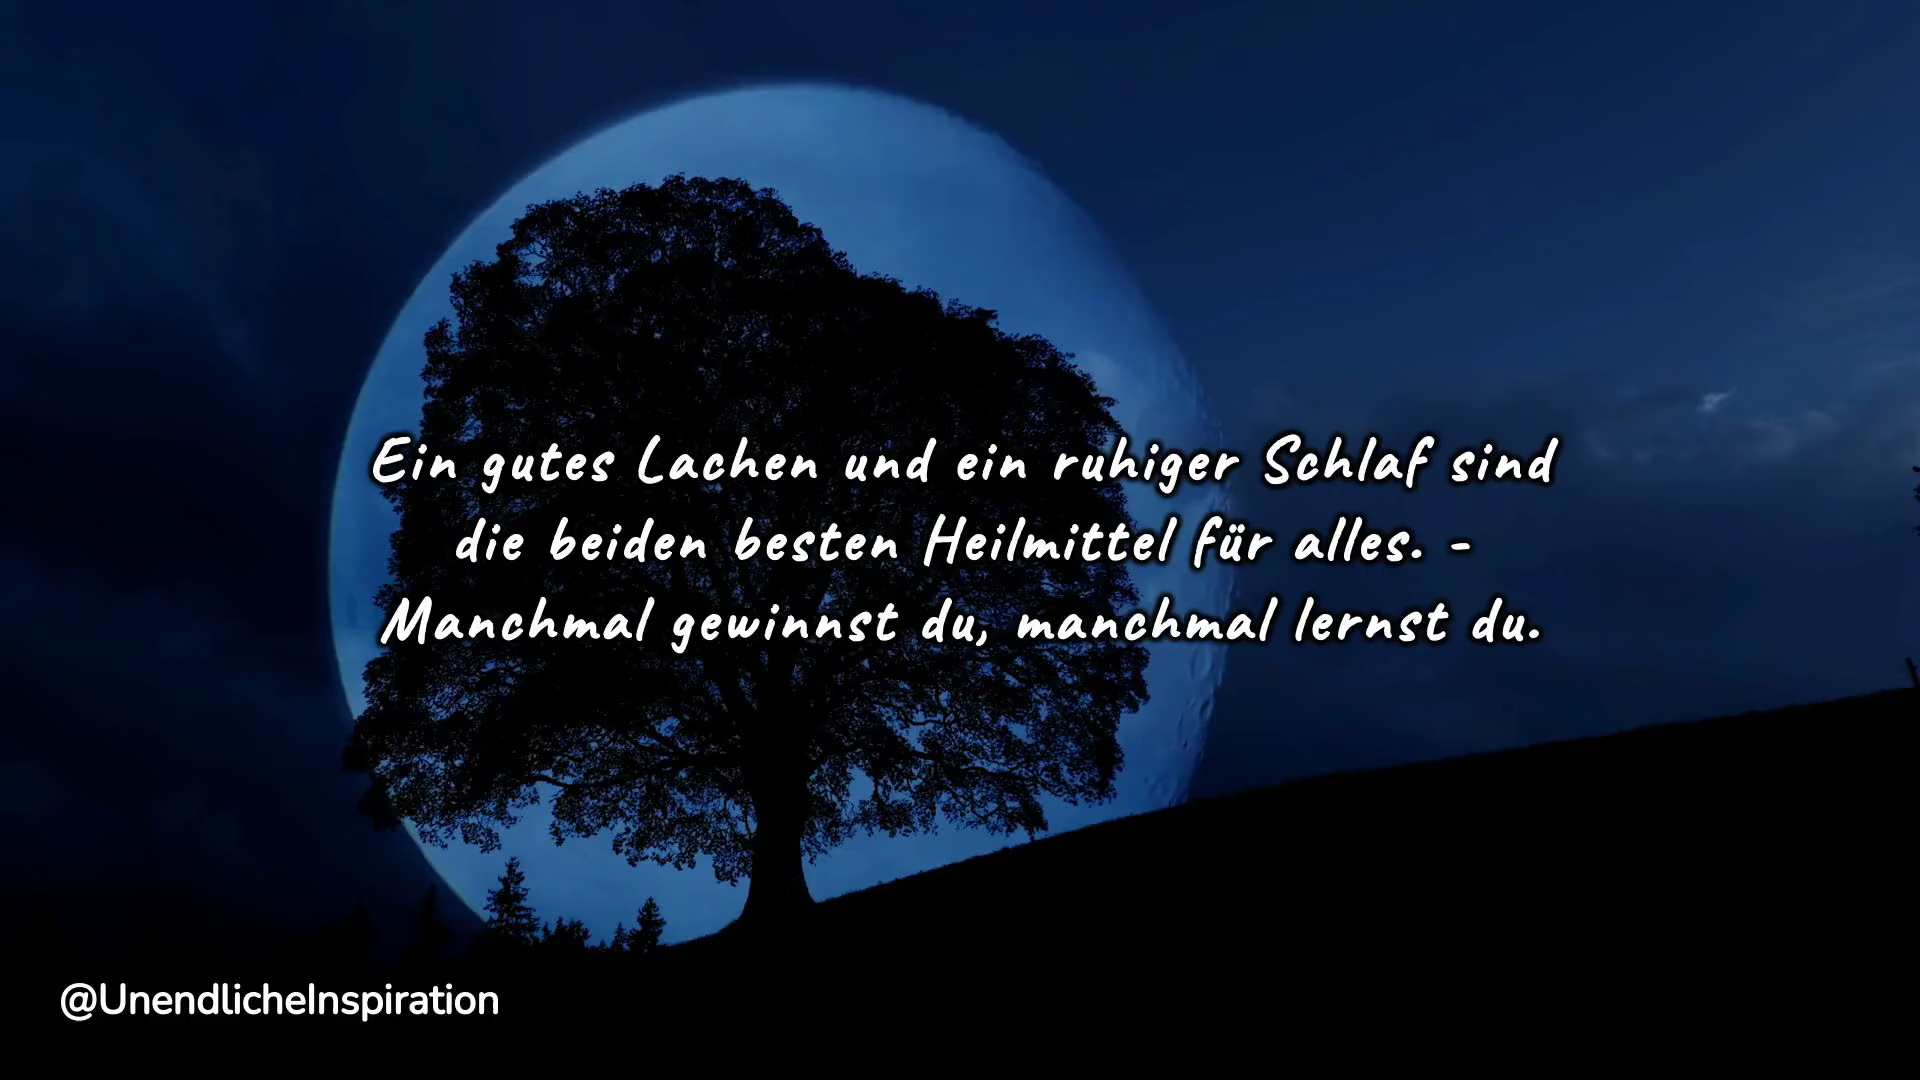 Ein gutes Lachen und ein ruhiger Schlaf sind
die beiden besten Heilmittel für alles. -
Manchmal gewinnst du, manchmal lernst du.
@UnendlicheInspiration